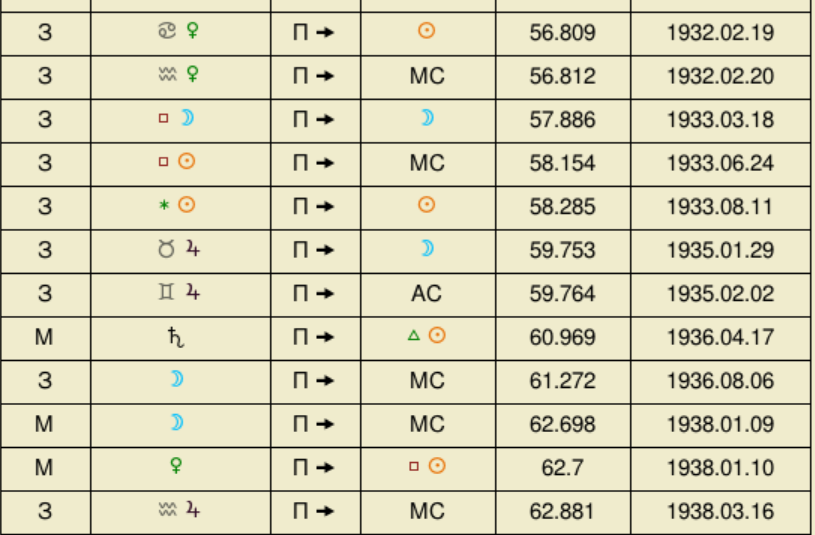 З ♋ ♀ П → ☉ 56.809 1932.02.19
З ♒ ♀ П → MC 56.812 1932.02.20
З □ ☽ П → ☽ 57.886 1933.03.18
З □ ☉ П → MC 58.154 1933.06.24
З ⚹ ☉ П → ☉ 58.285 1933.08.11
З ♉ ♃ П → ☽ 59.753 1935.01.29
З ♊ ♃ П → AC 59.764 1935.02.02
М ♄ П → △ ☉ 60.969 1936.04.17
З ☽ П → MC 61.272 1936.08.06
М ☽ П → MC 62.698 1938.01.09
М ♀ П → □ ☉ 62.7 1938.01.10
З ♒ ♃ П → MC 62.881 1938.03.16